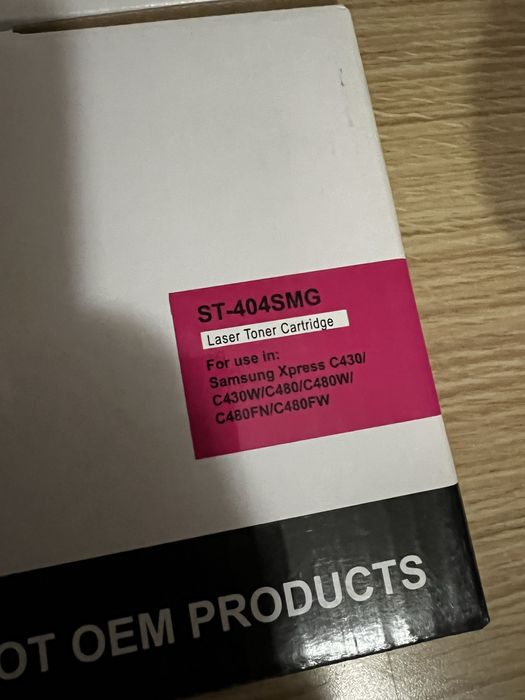 ST-404SMG
Laser Toner Cartridge
For use in:
Samsung Xpress C430/
C430W/C480/C480W/
C480FN/C480FW
OT OEM PRODUCTS